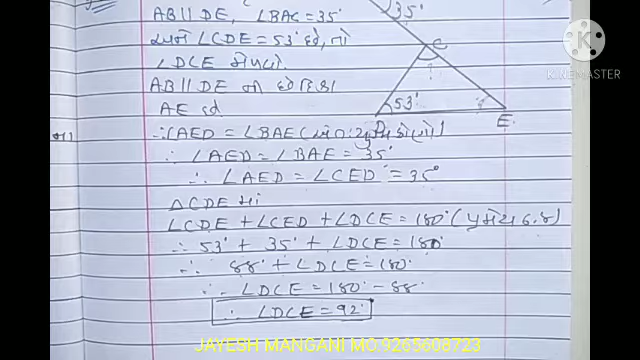 AB||DE, ∠BAC = 35°
35°
અને ∠CDE = 53° હોય, તો
C
∠DCE મેળવો.
AB||DE ની છેદિકા
53°
AE છે
E
∴ ∠AED = ∠BAE
∴ ∠AED = ∠BAE = 35°
∴ ∠AED = ∠CED = 35°
△CDE માં
∠CDE + ∠CED + ∠DCE = 180° (પ્રમેય 6.8)
∴ 53° + 35° + ∠DCE = 180
∴ 88° + ∠DCE = 180°
∴ ∠DCE = 180° - 88°
∴ ∠DCE = 92°
KINEMASTER
JAYESH MANGANI MO.9265608723